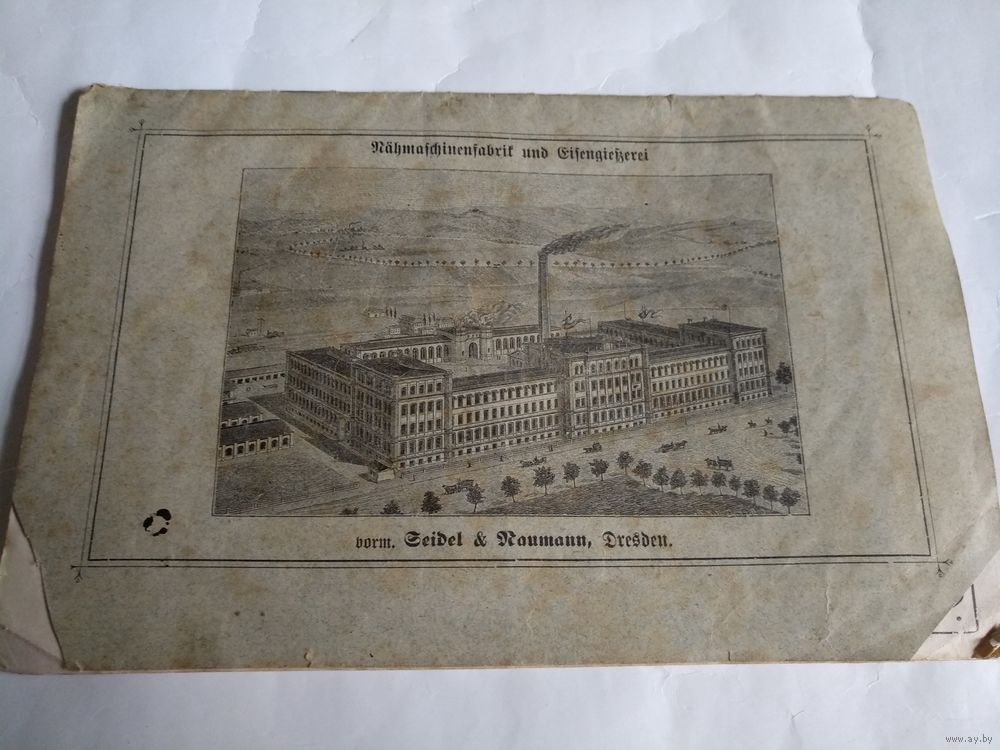 Nähmaschinenfabrik und Eisengießerei
vorm. Seidel & Naumann, Dresden.
www.ay.by